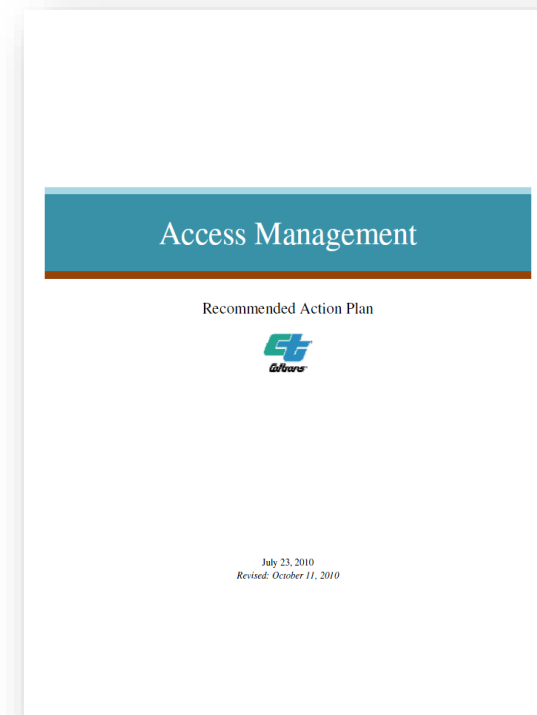 Access Management
Recommended Action Plan
Caltrans
July 23, 2010
Revised: October 11, 2010